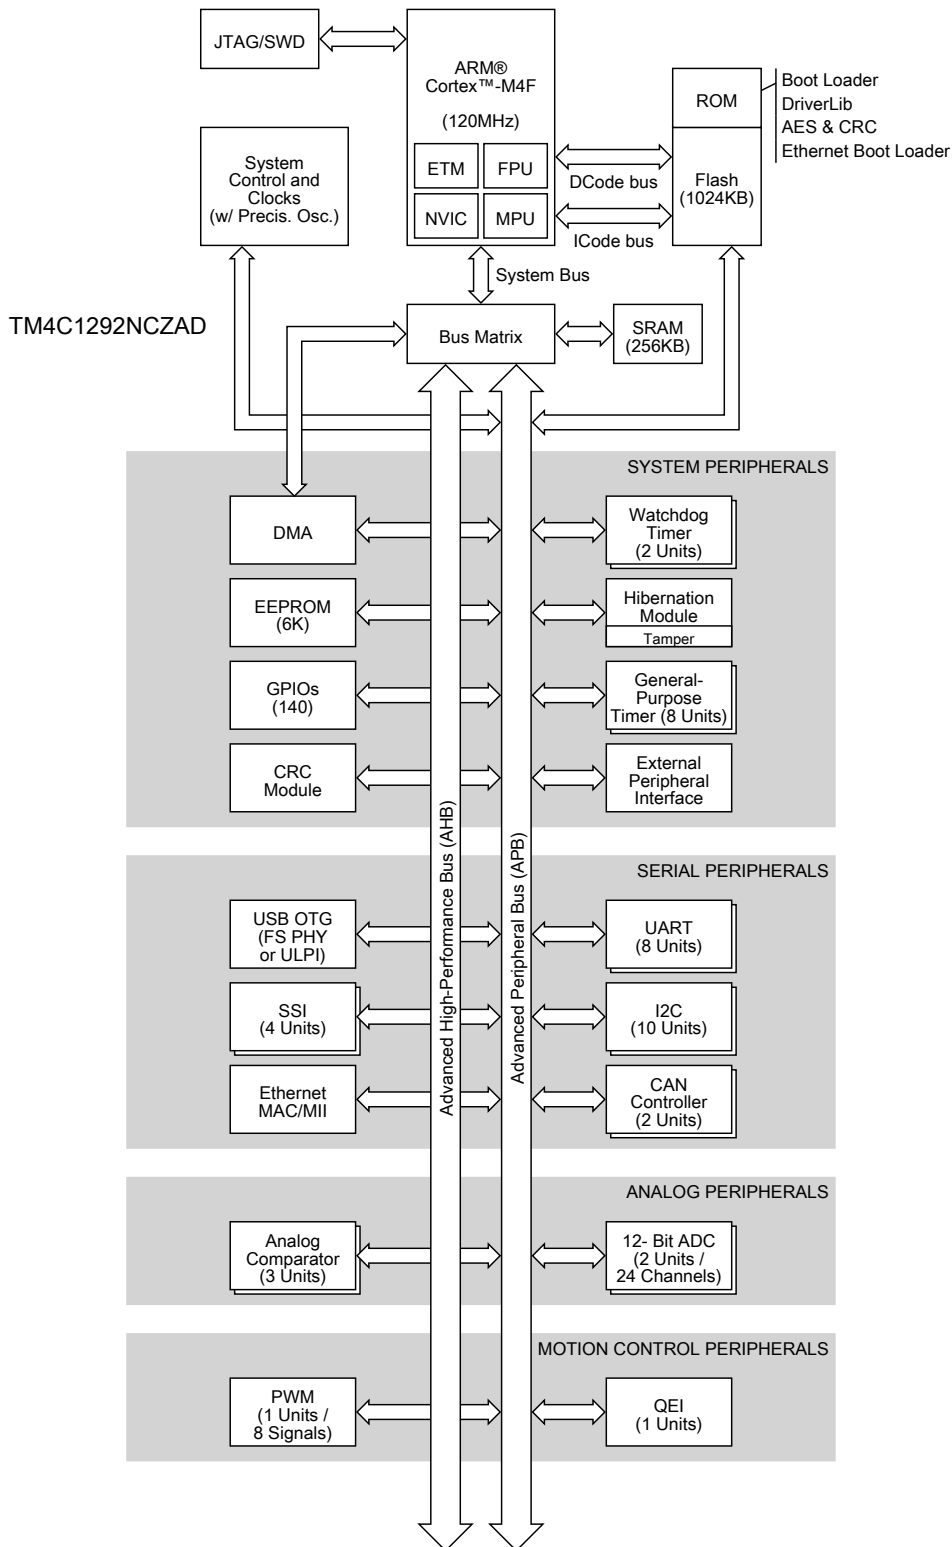 JTAG/SWD
ARM®
Cortex™-M4F
(120MHz)
ETM
FPU
NVIC
MPU
ROM
Boot Loader
DriverLib
AES & CRC
Ethernet Boot Loader
System
Control and
Clocks
(w/ Precis. Osc.)
DCode bus
Flash
(1024KB)
ICode bus
System Bus
TM4C1292NCZAD
Bus Matrix
SRAM
(256KB)
SYSTEM PERIPHERALS
DMA
Watchdog
Timer
(2 Units)
EEPROM
(6K)
Hibernation
Module
Tamper
GPIOs
(140)
General-
Purpose
Timer (8 Units)
CRC
Module
External
Peripheral
Interface
Advanced High-Performance Bus (AHB)
Advanced Peripheral Bus (APB)
SERIAL PERIPHERALS
USB OTG
(FS PHY
or ULPI)
UART
(8 Units)
SSI
(4 Units)
I2C
(10 Units)
Ethernet
MAC/MII
CAN
Controller
(2 Units)
ANALOG PERIPHERALS
Analog
Comparator
(3 Units)
12- Bit ADC
(2 Units /
24 Channels)
MOTION CONTROL PERIPHERALS
PWM
(1 Units /
8 Signals)
QEI
(1 Units)